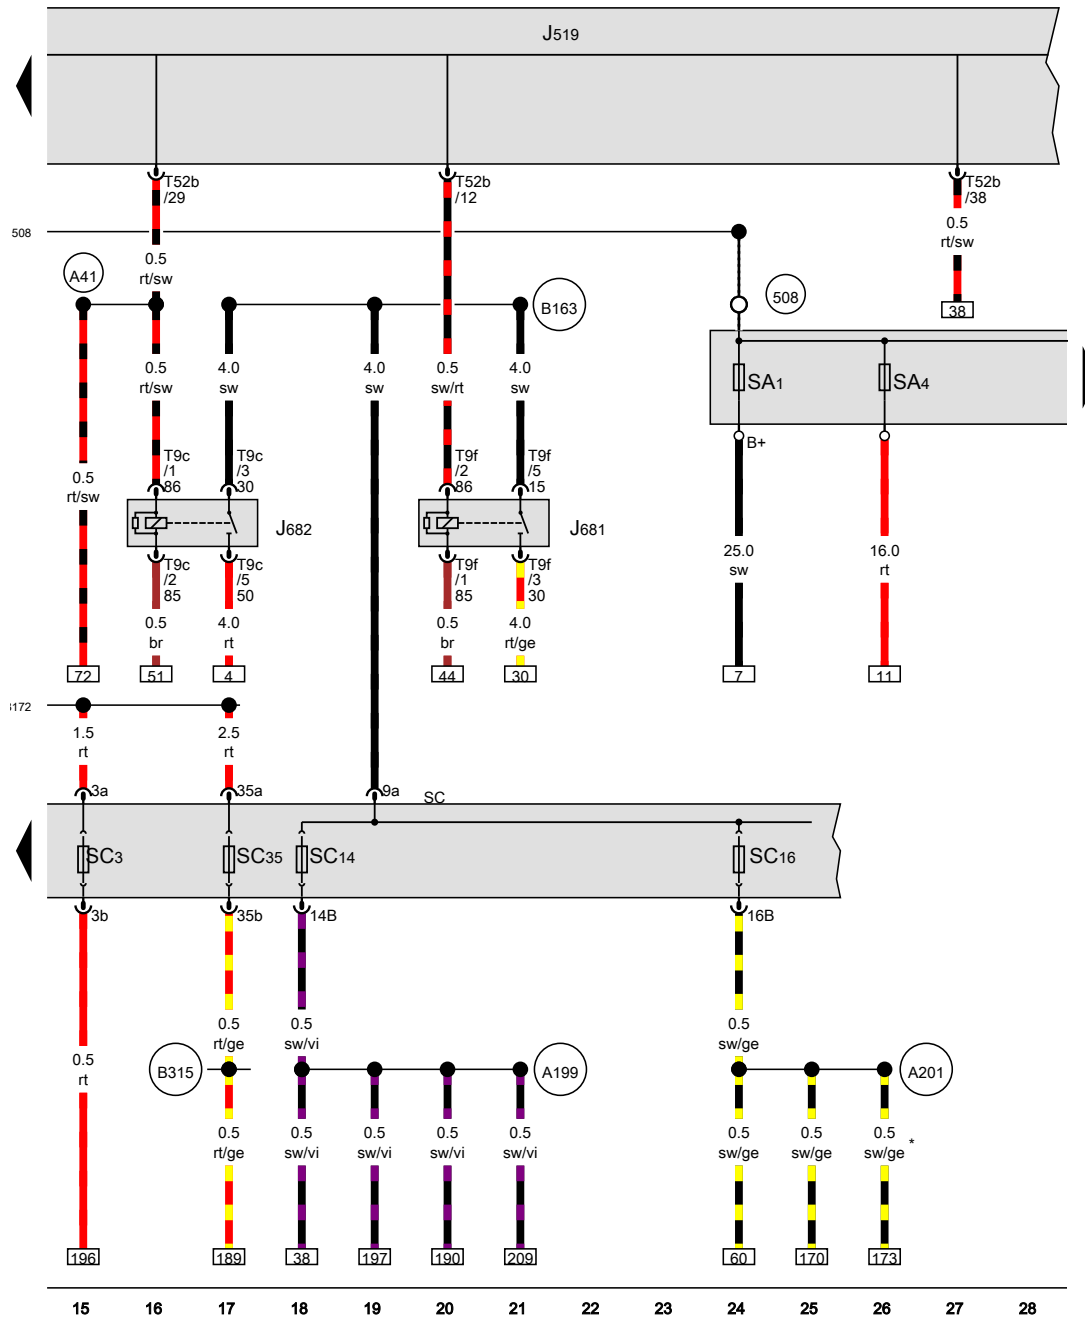 J519
T52b
/29
T52b
/12
T52b
/38
508
0.5
rt/sw
0.5
rt/sw
A41
B163
508
38
0.5
rt/sw
4.0
sw
4.0
sw
0.5
sw/rt
4.0
sw
SA1
SA4
B+
0.5
rt/sw
T9c
/1
86
T9c
/3
30
T9f
/2
86
T9f
/5
15
J682
J681
T9c
/2
85
T9c
/5
50
T9f
/1
85
T9f
/3
30
25.0
sw
16.0
rt
0.5
br
4.0
rt
0.5
br
4.0
rt/ge
72
51
4
44
30
7
11
1.5
rt
2.5
rt
3a
35a
9a
SC
SC3
SC35
SC14
SC16
3b
35b
14B
16B
0.5
rt/ge
0.5
sw/vi
0.5
sw/ge
0.5
rt
B315
A199
A201
0.5
rt/ge
0.5
sw/vi
0.5
sw/vi
0.5
sw/vi
0.5
sw/vi
0.5
sw/ge
0.5
sw/ge
0.5
sw/ge *
196
189
38
197
190
209
60
170
173
15 16 17 18 19 20 21 22 23 24 25 26 27 28